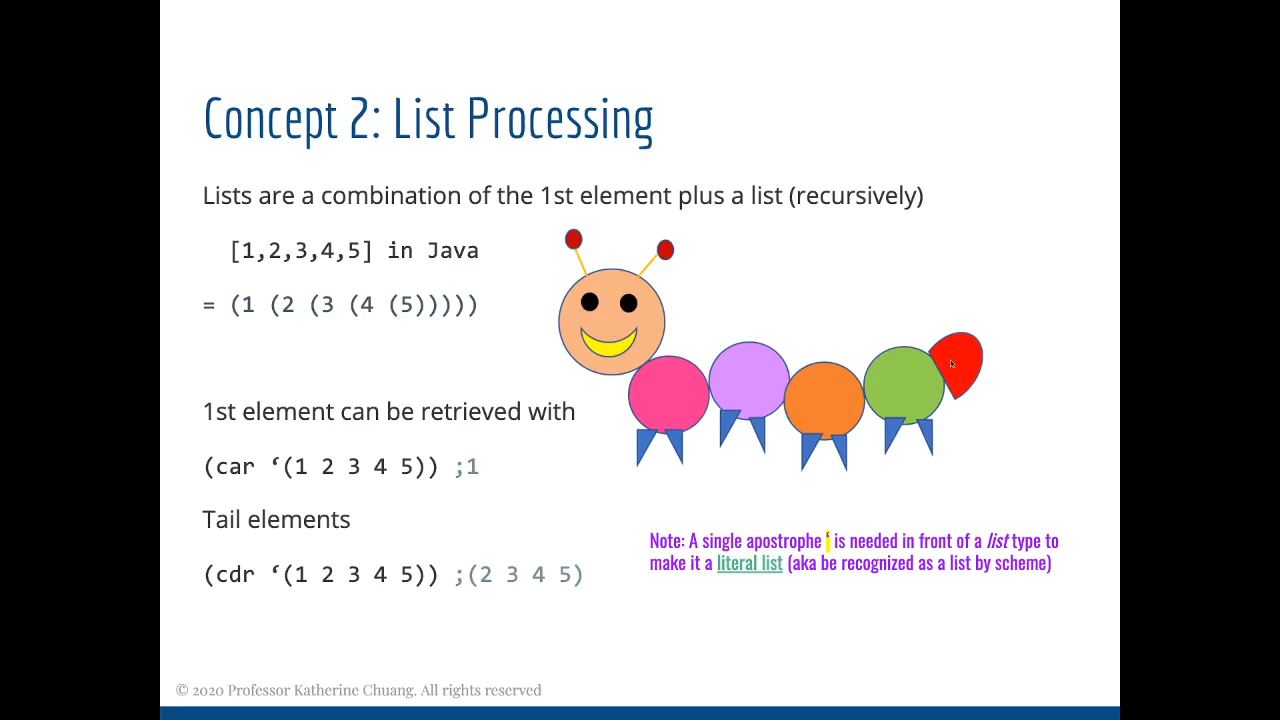 Concept 2: List Processing
Lists are a combination of the 1st element plus a list (recursively)
[1,2,3,4,5] in Java
= (1 (2 (3 (4 (5)))))
1st element can be retrieved with
(car ‘(1 2 3 4 5)) ;1
Tail elements
(cdr ‘(1 2 3 4 5)) ;(2 3 4 5)
Note: A single apostrophe ‘ is needed in front of a list type to
make it a literal list (aka be recognized as a list by scheme)
© 2020 Professor Katherine Chuang. All rights reserved